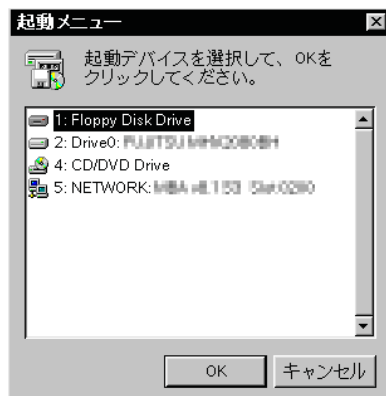 起動メニュー
起動デバイスを選択して、OKを
クリックしてください。
1: Floppy Disk Drive
2: Drive0:
4: CD/DVD Drive
5: NETWORK:
OK
キャンセル